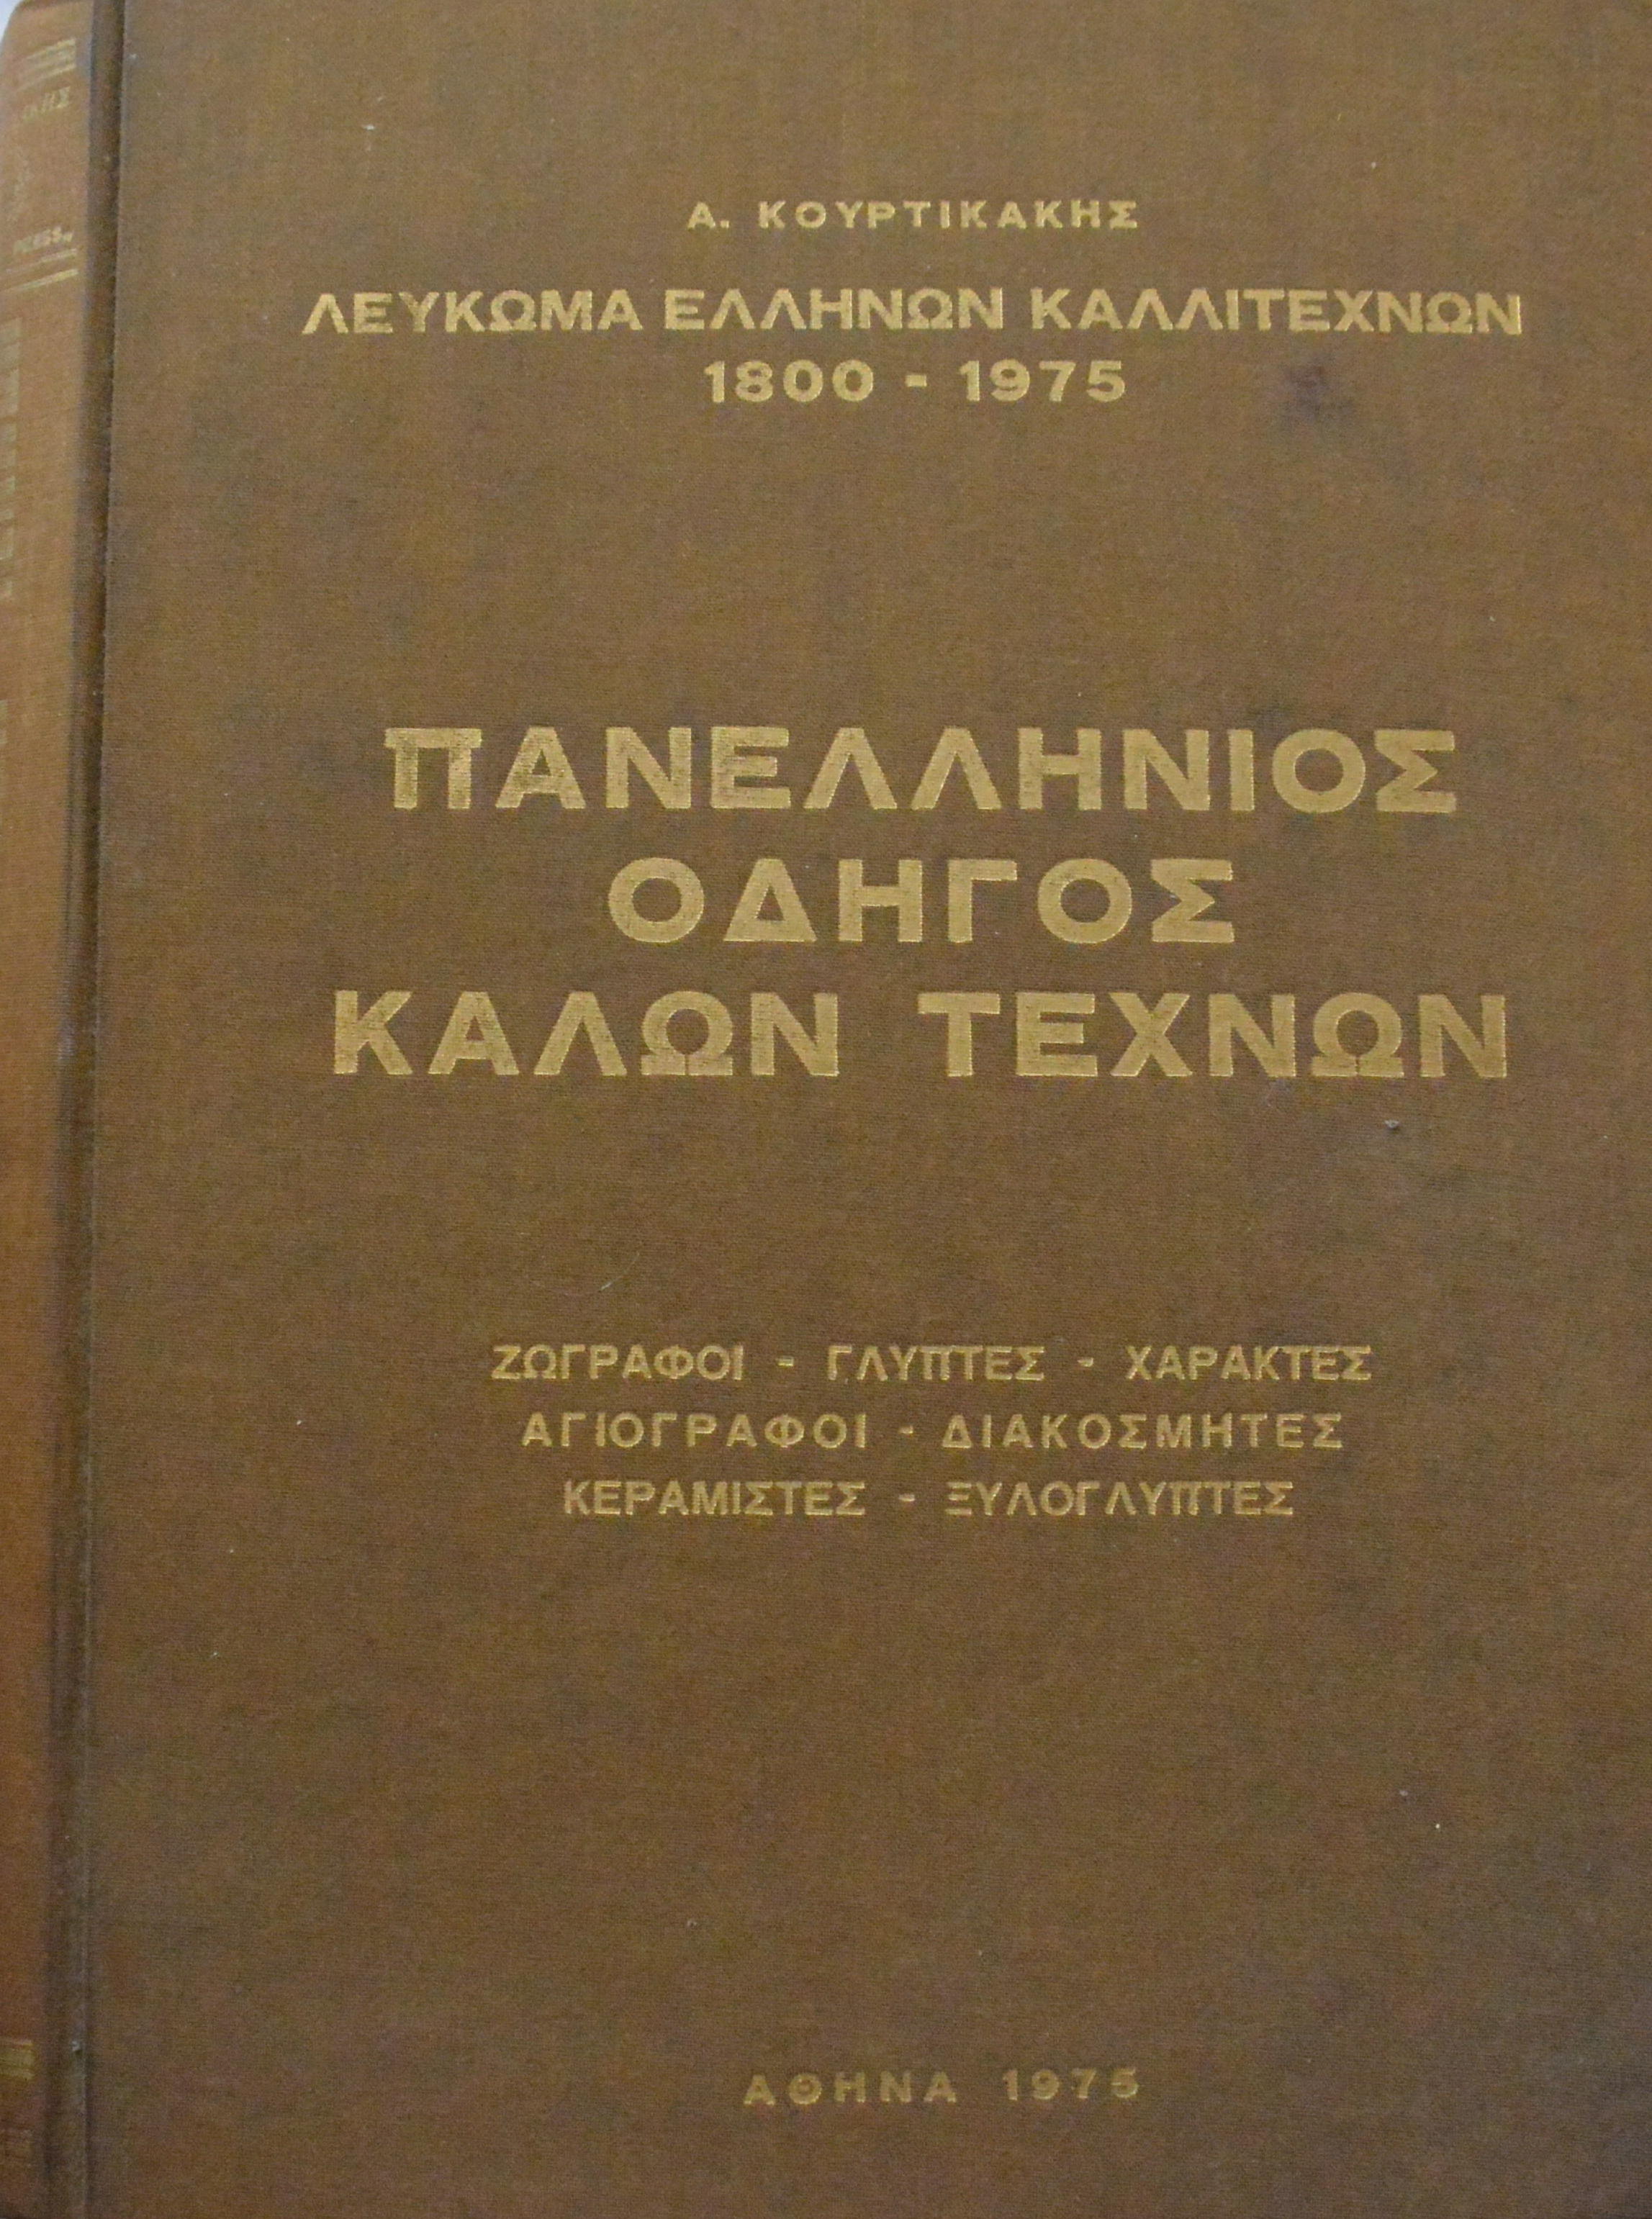 Α. ΚΟΥΡΤΙΚΑΚΗΣ
ΛΕΥΚΩΜΑ ΕΛΛΗΝΩΝ ΚΑΛΛΙΤΕΧΝΩΝ
1800 - 1975
ΠΑΝΕΛΛΗΝΙΟΣ
ΟΔΗΓΟΣ
ΚΑΛΩΝ ΤΕΧΝΩΝ
ΖΩΓΡΑΦΟΙ - ΓΛΥΠΤΕΣ - ΧΑΡΑΚΤΕΣ
ΑΓΙΟΓΡΑΦΟΙ - ΔΙΑΚΟΣΜΗΤΕΣ
ΚΕΡΑΜΙΣΤΕΣ - ΞΥΛΟΓΛΥΠΤΕΣ
ΑΘΗΝΑ 1975